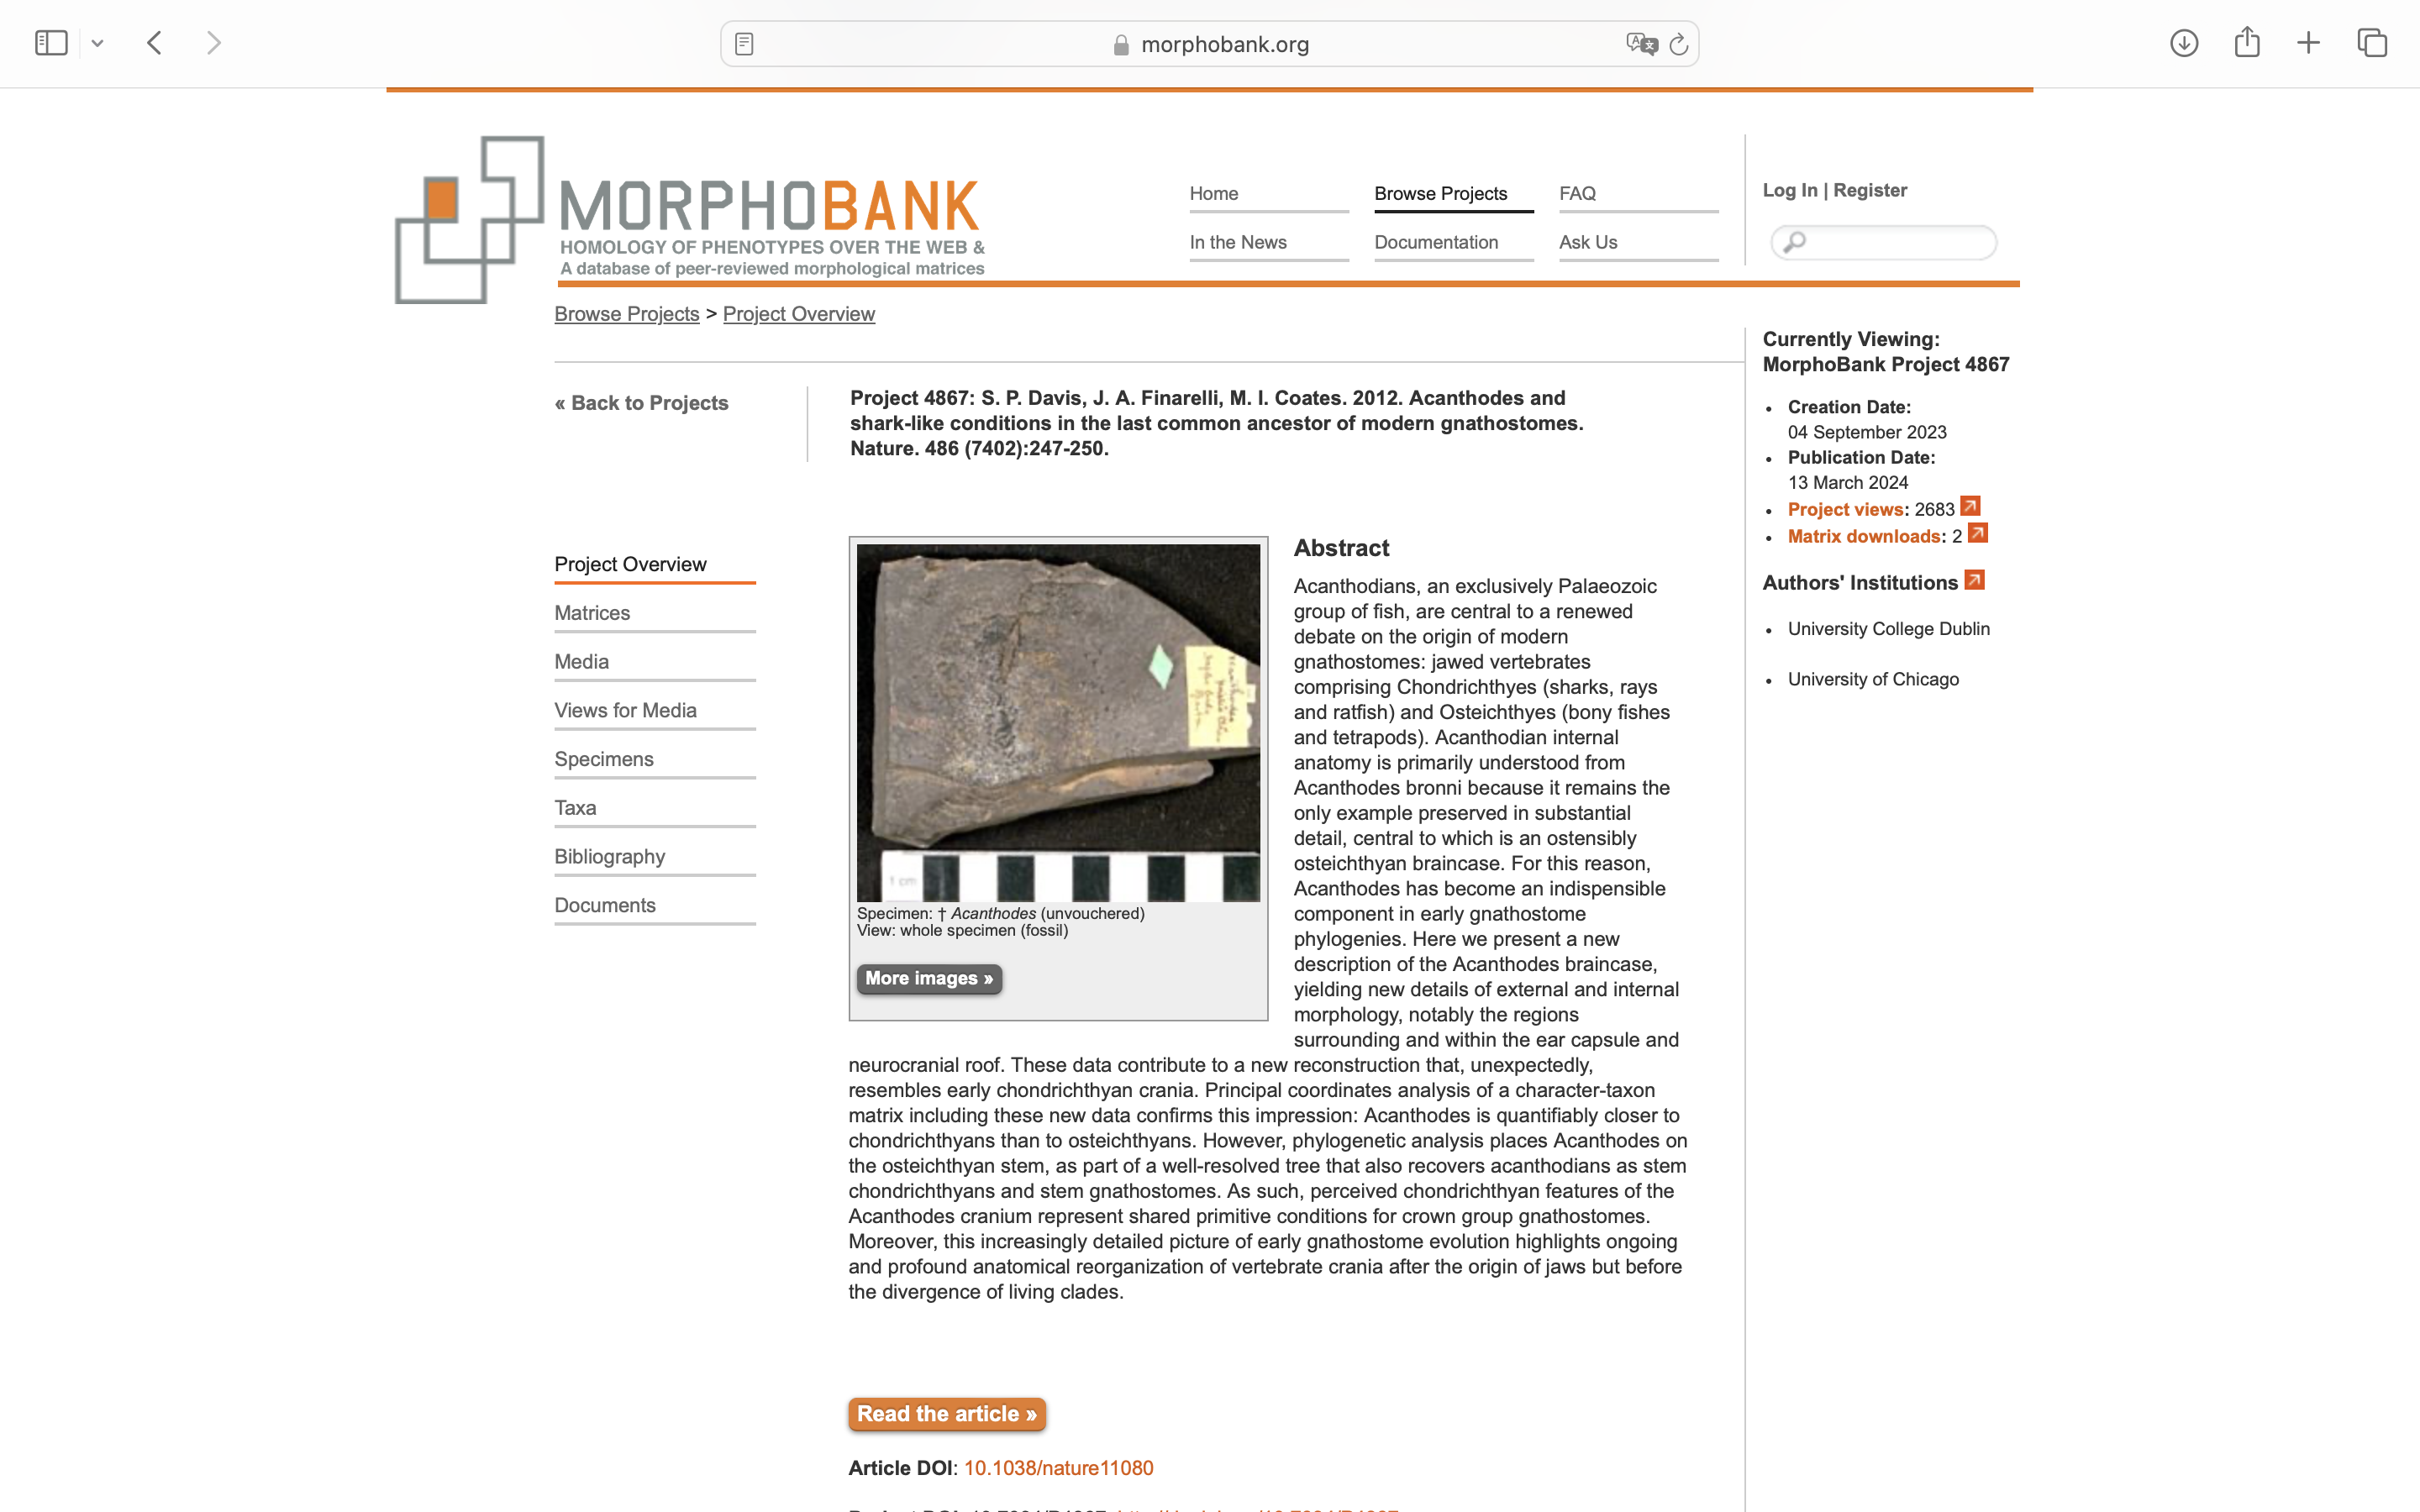 morphobank.org
MORPHOBANK
HOMOLOGY OF PHENOTYPES OVER THE WEB &
A database of peer-reviewed morphological matrices
Home
Browse Projects
FAQ
In the News
Documentation
Ask Us
Log In | Register
Browse Projects > Project Overview
« Back to Projects
Project 4867: S. P. Davis, J. A. Finarelli, M. I. Coates. 2012. Acanthodes and
shark-like conditions in the last common ancestor of modern gnathostomes.
Nature. 486 (7402):247-250.
Project Overview
Matrices
Media
Views for Media
Specimens
Taxa
Bibliography
Documents
1 cm
Specimen: † Acanthodes (unvouchered)
View: whole specimen (fossil)
More images »
Abstract
Acanthodians, an exclusively Palaeozoic
group of fish, are central to a renewed
debate on the origin of modern
gnathostomes: jawed vertebrates
comprising Chondrichthyes (sharks, rays
and ratfish) and Osteichthyes (bony fishes
and tetrapods). Acanthodian internal
anatomy is primarily understood from
Acanthodes bronni because it remains the
only example preserved in substantial
detail, central to which is an ostensibly
osteichthyan braincase. For this reason,
Acanthodes has become an indispensible
component in early gnathostome
phylogenies. Here we present a new
description of the Acanthodes braincase,
yielding new details of external and internal
morphology, notably the regions
surrounding and within the ear capsule and
neurocranial roof. These data contribute to a new reconstruction that, unexpectedly,
resembles early chondrichthyan crania. Principal coordinates analysis of a character-taxon
matrix including these new data confirms this impression: Acanthodes is quantifiably closer to
chondrichthyans than to osteichthyans. However, phylogenetic analysis places Acanthodes on
the osteichthyan stem, as part of a well-resolved tree that also recovers acanthodians as stem
chondrichthyans and stem gnathostomes. As such, perceived chondrichthyan features of the
Acanthodes cranium represent shared primitive conditions for crown group gnathostomes.
Moreover, this increasingly detailed picture of early gnathostome evolution highlights ongoing
and profound anatomical reorganization of vertebrate crania after the origin of jaws but before
the divergence of living clades.
Read the article »
Article DOI: 10.1038/nature11080
Currently Viewing:
MorphoBank Project 4867
• Creation Date:
04 September 2023
• Publication Date:
13 March 2024
• Project views: 2683
• Matrix downloads: 2
Authors' Institutions
• University College Dublin
• University of Chicago